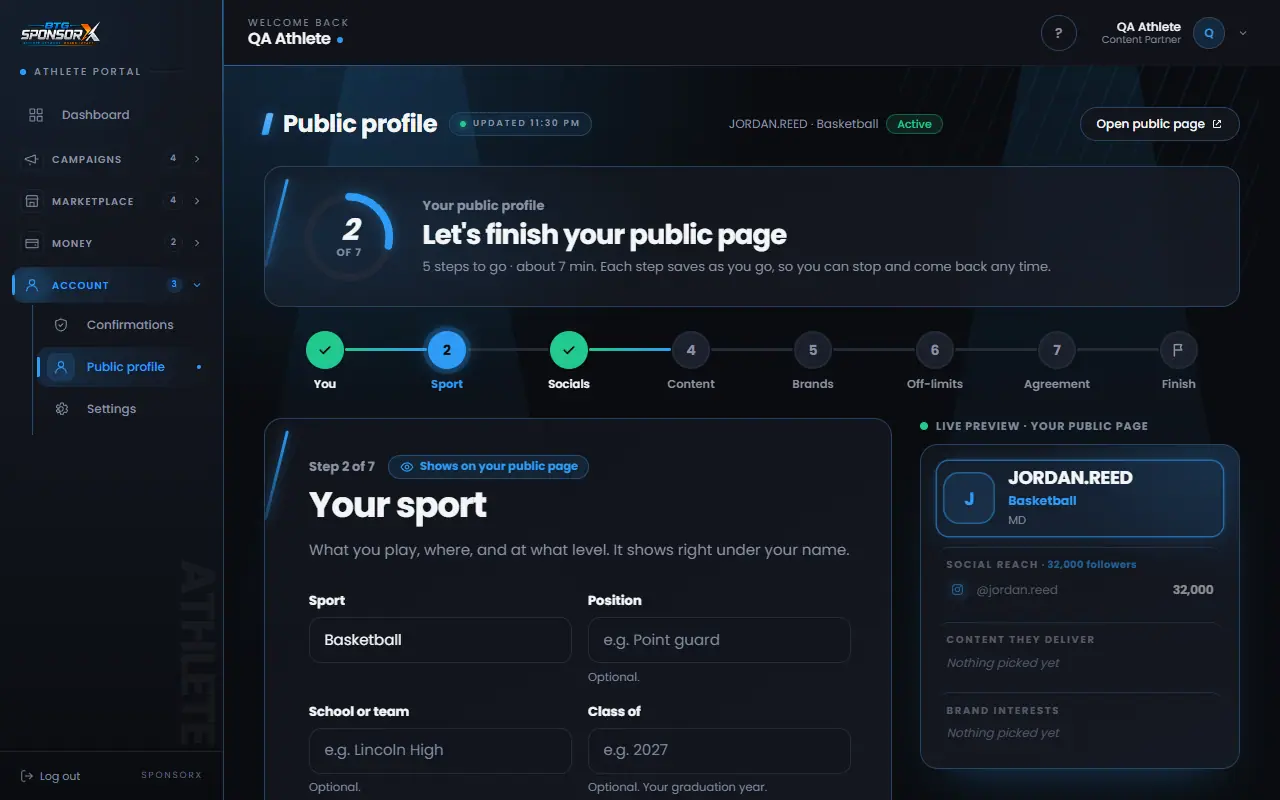 BTG
SPONSORX
ATHLETE PORTAL
Dashboard
CAMPAIGNS 4
MARKETPLACE 4
MONEY 2
ACCOUNT 3
Confirmations
Public profile
Settings
ATHLETE
Log out SPONSORX
WELCOME BACK
QA Athlete
?
QA Athlete
Content Partner
Q
Public profile
UPDATED 11:30 PM
JORDAN.REED · Basketball
Active
Open public page
2
OF 7
Your public profile
Let's finish your public page
5 steps to go · about 7 min. Each step saves as you go, so you can stop and come back any time.
2 4 5 6 7
You Sport Socials Content Brands Off-limits Agreement Finish
Step 2 of 7
Shows on your public page
Your sport
What you play, where, and at what level. It shows right under your name.
Sport Position
Basketball e.g. Point guard
Optional.
School or team Class of
e.g. Lincoln High e.g. 2027
Optional. Optional. Your graduation year.
LIVE PREVIEW · YOUR PUBLIC PAGE
J
JORDAN.REED
Basketball
MD
SOCIAL REACH · 32,000 followers
@jordan.reed 32,000
CONTENT THEY DELIVER
Nothing picked yet
BRAND INTERESTS
Nothing picked yet